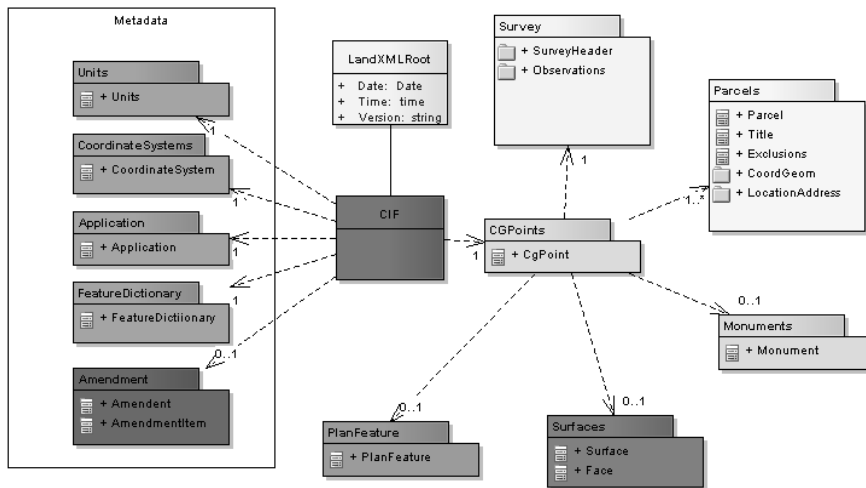 Metadata
Units
+ Units
1
CoordinateSystems
+ CoordinateSystem
1
Application
+ Application
1
FeatureDictionary
+ FeatureDictiionary
1
Amendment
+ Amendent
+ AmendmentItem
0..1
LandXMLRoot
+ Date: Date
+ Time: time
+ Version: string
CIF
1
Survey
+ SurveyHeader
+ Observations
1
Parcels
+ Parcel
+ Title
+ Exclusions
+ CoordGeom
+ LocationAddress
1..*
CGPoints
+ CgPoint
Monuments
+ Monument
0..1
PlanFeature
+ PlanFeature
0..1
Surfaces
+ Surface
+ Face
0..1